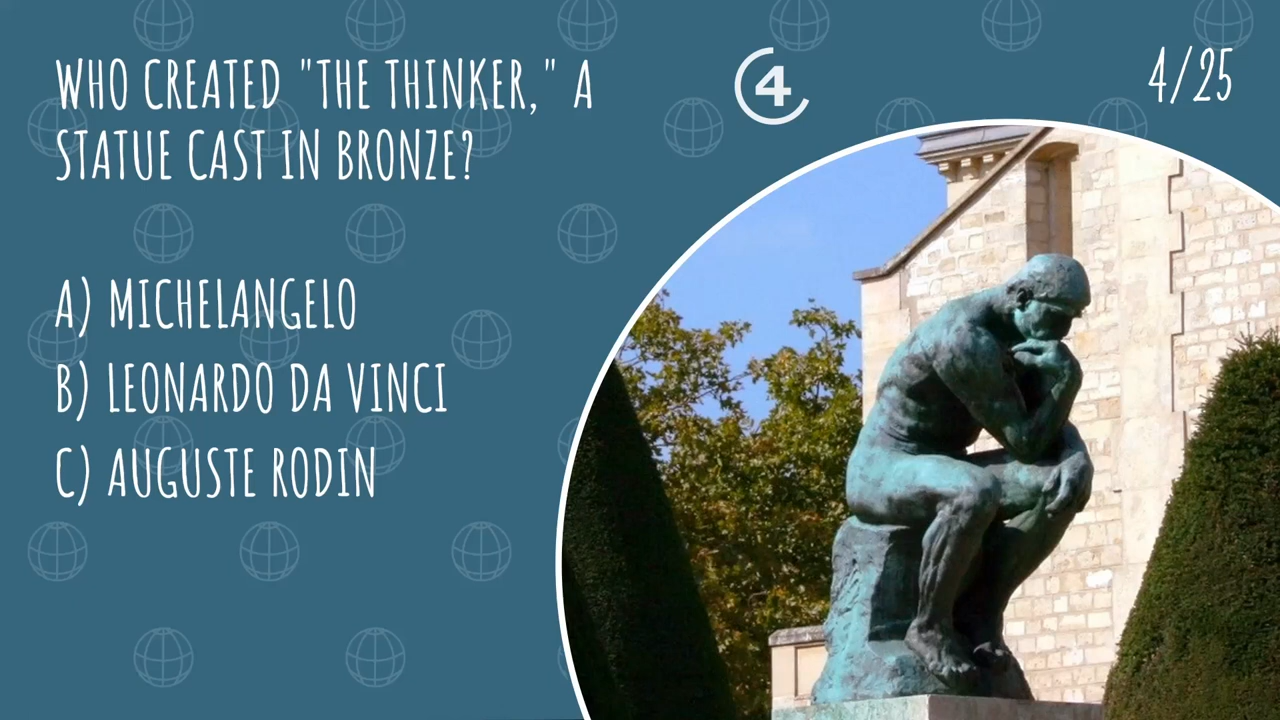 WHO CREATED "THE THINKER," A
STATUE CAST IN BRONZE?
4
4/25
A) MICHELANGELO
B) LEONARDO DA VINCI
C) AUGUSTE RODIN